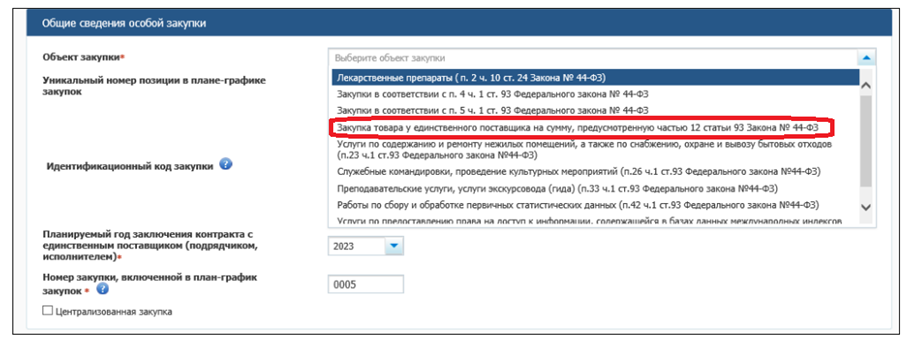 Общие сведения особой закупки
Объект закупки*
Выберите объект закупки
Уникальный номер позиции в плане-графике
закупок
Лекарственные препараты (п. 2 ч. 10 ст. 24 Закона № 44-ФЗ)
Закупки в соответствии с п. 4 ч. 1 ст. 93 Федерального закона № 44-ФЗ
Закупки в соответствии с п. 5 ч. 1 ст. 93 Федерального закона № 44-ФЗ
Закупка товара у единственного поставщика на сумму, предусмотренную частью 12 статьи 93 Закона № 44-ФЗ
Услуги по содержанию и ремонту нежилых помещений, а также по снабжению, охране и вывозу бытовых отходов
(п.23 ч.1 ст.93 Федерального закона №44-ФЗ)
Идентификационный код закупки ?
Служебные командировки, проведение культурных мероприятий (п.26 ч.1 ст.93 Федерального закона №44-ФЗ)
Преподавательские услуги, услуги экскурсовода (гида) (п.33 ч.1 ст.93 Федерального закона №44-ФЗ)
Работы по сбору и обработке первичных статистических данных (п.42 ч.1 ст.93 Федерального закона №44-ФЗ)
Услуги по предоставлению права на доступ к информации, содержащейся в базах данных международных индексов
Планируемый год заключения контракта с
единственным поставщиком (подрядчиком,
исполнителем)*
2023
Номер закупки, включенной в план-график
закупок * ?
0005
Централизованная закупка